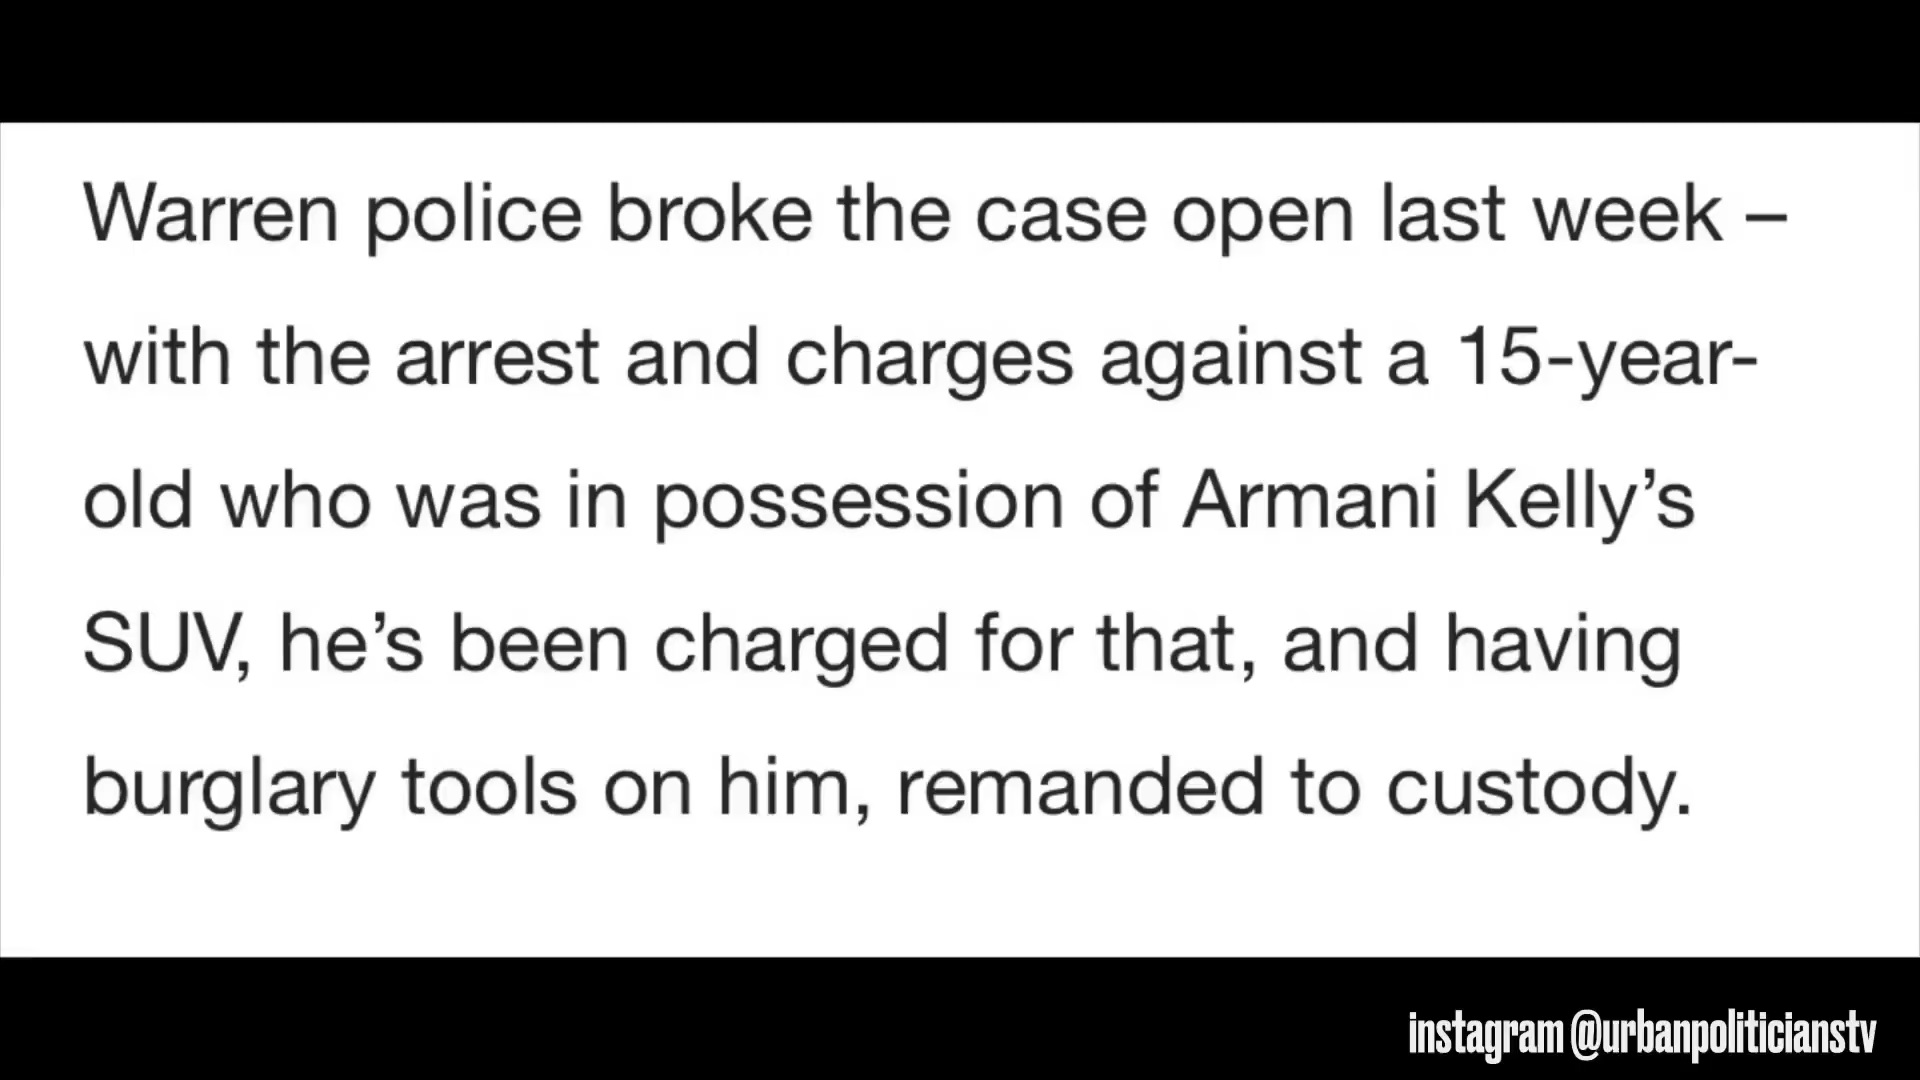 Warren police broke the case open last week –
with the arrest and charges against a 15-year-
old who was in possession of Armani Kelly’s
SUV, he’s been charged for that, and having
burglary tools on him, remanded to custody.
instagram @urbanpoliticianstv